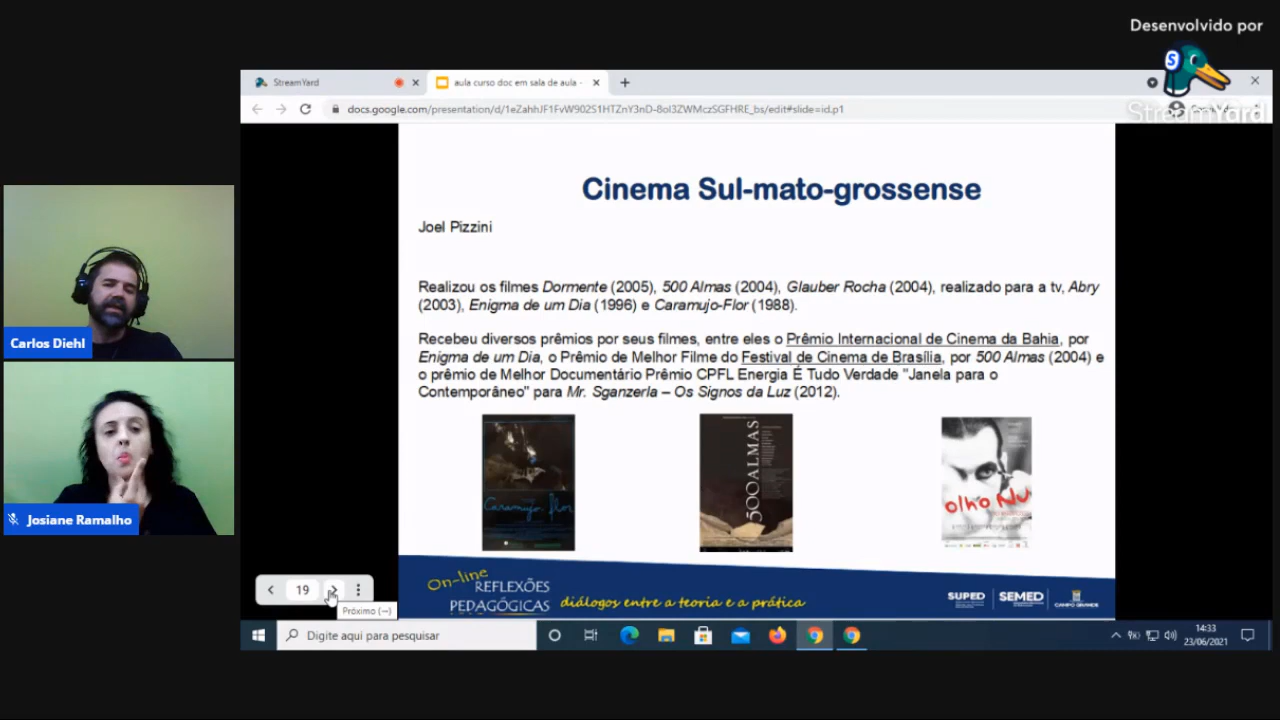 Desenvolvido por
StreamYard
StreamYard
aula curso doc em sala de aula -
docs.google.com/presentation/d/1eZahhJF1FvW902S1HTZnY3nD-8oI3ZWMczSGFHRE_bs/edit#slide=id.p1
Cinema Sul-mato-grossense
Joel Pizzini
Realizou os filmes Dormente (2005), 500 Almas (2004), Glauber Rocha (2004), realizado para a tv, Abry
(2003), Enigma de um Dia (1996) e Caramujo-Flor (1988).
Recebeu diversos prêmios por seus filmes, entre eles o Prêmio Internacional de Cinema da Bahia, por
Enigma de um Dia, o Prêmio de Melhor Filme do Festival de Cinema de Brasília, por 500 Almas (2004) e
o prêmio de Melhor Documentário Prêmio CPFL Energia É Tudo Verdade "Janela para o
Contemporâneo" para Mr. Sganzerla – Os Signos da Luz (2012).
Caramujo-flor
500ALMAS
olho nu
Carlos Diehl
Josiane Ramalho
On-line
REFLEXÕES
PEDAGÓGICAS
diálogos entre a teoria e a prática
SUPED
SEMED
CAMPO GRANDE
19
Próximo (→)
Digite aqui para pesquisar
14:33
23/06/2021